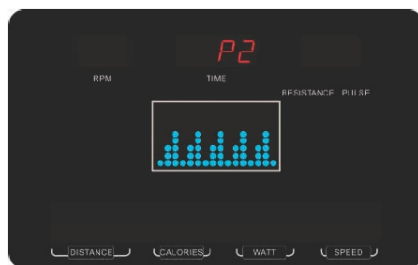 P2
RPM TIME
RESISTANCE PULSE
DISTANCE CALORIES WATT SPEED